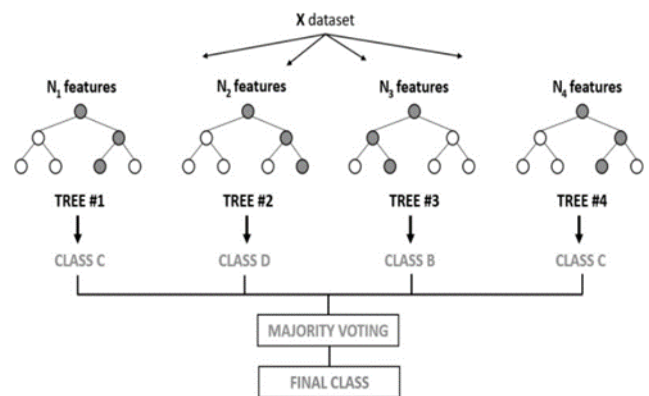 X dataset
N₁ features N₂ features N₃ features N₄ features
TREE #1 TREE #2 TREE #3 TREE #4
CLASS C CLASS D CLASS B CLASS C
MAJORITY VOTING
FINAL CLASS